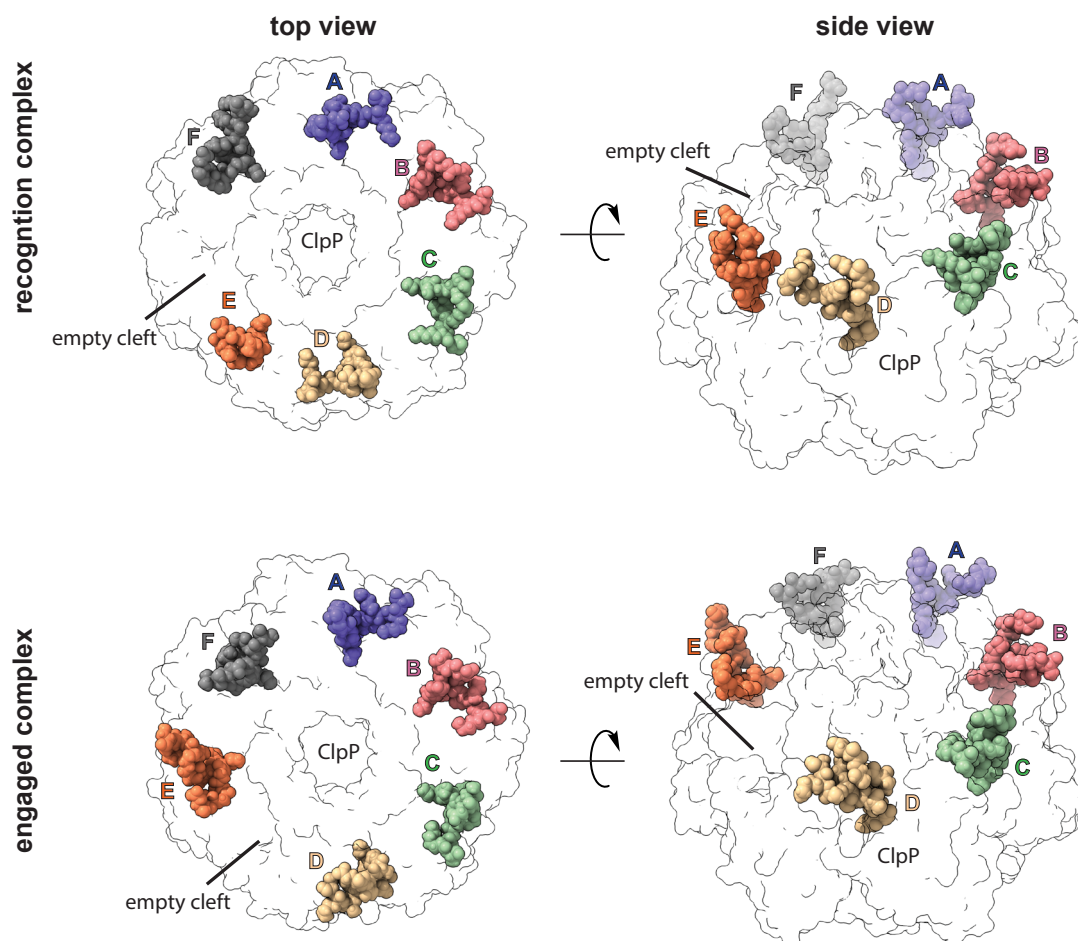 top view
side view
recogntion complex
A
F
B
ClpP
C
E
D
empty cleft
F
A
empty cleft
B
E
C
D
ClpP
engaged complex
A
F
B
ClpP
C
E
D
empty cleft
F
A
B
E
empty cleft
C
D
ClpP